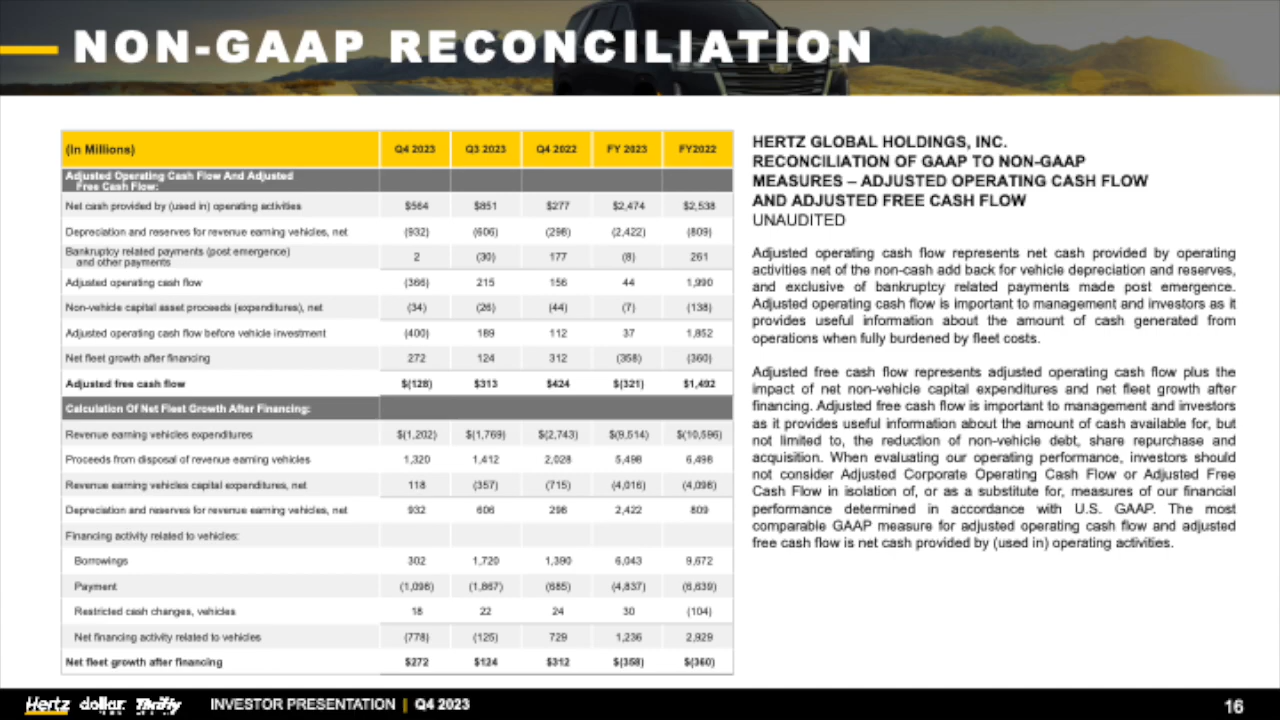 NON-GAAP RECONCILIATION
(In Millions) Q4 2023 Q3 2023 Q4 2022 FY 2023 FY2022
Adjusted Operating Cash Flow And Adjusted
Free Cash Flow:
Net cash provided by (used in) operating activities $564 $851 $277 $2,474 $2,538
Depreciation and reserves for revenue earning vehicles, net (932) (606) (298) (2,422) (809)
Bankruptcy related payments (post emergence)
and other payments 2 (30) 177 (8) 261
Adjusted operating cash flow (366) 215 156 44 1,990
Non-vehicle capital asset proceeds (expenditures), net (34) (26) (44) (7) (138)
Adjusted operating cash flow before vehicle investment (400) 189 112 37 1,852
Net fleet growth after financing 272 124 312 (358) (360)
Adjusted free cash flow $(128) $313 $424 $(321) $1,492
Calculation Of Net Fleet Growth After Financing:
Revenue earning vehicles expenditures $(1,202) $(1,769) $(2,743) $(9,514) $(10,596)
Proceeds from disposal of revenue earning vehicles 1,320 1,412 2,028 5,498 6,498
Revenue earning vehicles capital expenditures, net 118 (357) (715) (4,016) (4,098)
Depreciation and reserves for revenue earning vehicles, net 932 606 298 2,422 809
Financing activity related to vehicles:
Borrowings 302 1,720 1,390 6,043 9,672
Payment (1,098) (1,867) (685) (4,837) (6,639)
Restricted cash changes, vehicles 18 22 24 30 (104)
Net financing activity related to vehicles (778) (125) 729 1,236 2,929
Net fleet growth after financing $272 $124 $312 $(358) $(360)
HERTZ GLOBAL HOLDINGS, INC.
RECONCILIATION OF GAAP TO NON-GAAP
MEASURES – ADJUSTED OPERATING CASH FLOW
AND ADJUSTED FREE CASH FLOW
UNAUDITED
Adjusted operating cash flow represents net cash provided by operating
activities net of the non-cash add back for vehicle depreciation and reserves,
and exclusive of bankruptcy related payments made post emergence.
Adjusted operating cash flow is important to management and investors as it
provides useful information about the amount of cash generated from
operations when fully burdened by fleet costs.
Adjusted free cash flow represents adjusted operating cash flow plus the
impact of net non-vehicle capital expenditures and net fleet growth after
financing. Adjusted free cash flow is important to management and investors
as it provides useful information about the amount of cash available for, but
not limited to, the reduction of non-vehicle debt, share repurchase and
acquisition. When evaluating our operating performance, investors should
not consider Adjusted Corporate Operating Cash Flow or Adjusted Free
Cash Flow in isolation of, or as a substitute for, measures of our financial
performance determined in accordance with U.S. GAAP. The most
comparable GAAP measure for adjusted operating cash flow and adjusted
free cash flow is net cash provided by (used in) operating activities.
Hertz dollar. Thrifty INVESTOR PRESENTATION | Q4 2023 16